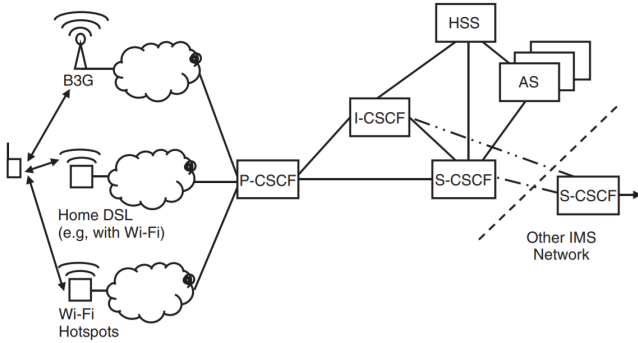 HSS
B3G
AS
I-CSCF
P-CSCF
S-CSCF
S-CSCF
Home DSL
(e.g, with Wi-Fi)
Other IMS
Network
Wi-Fi
Hotspots